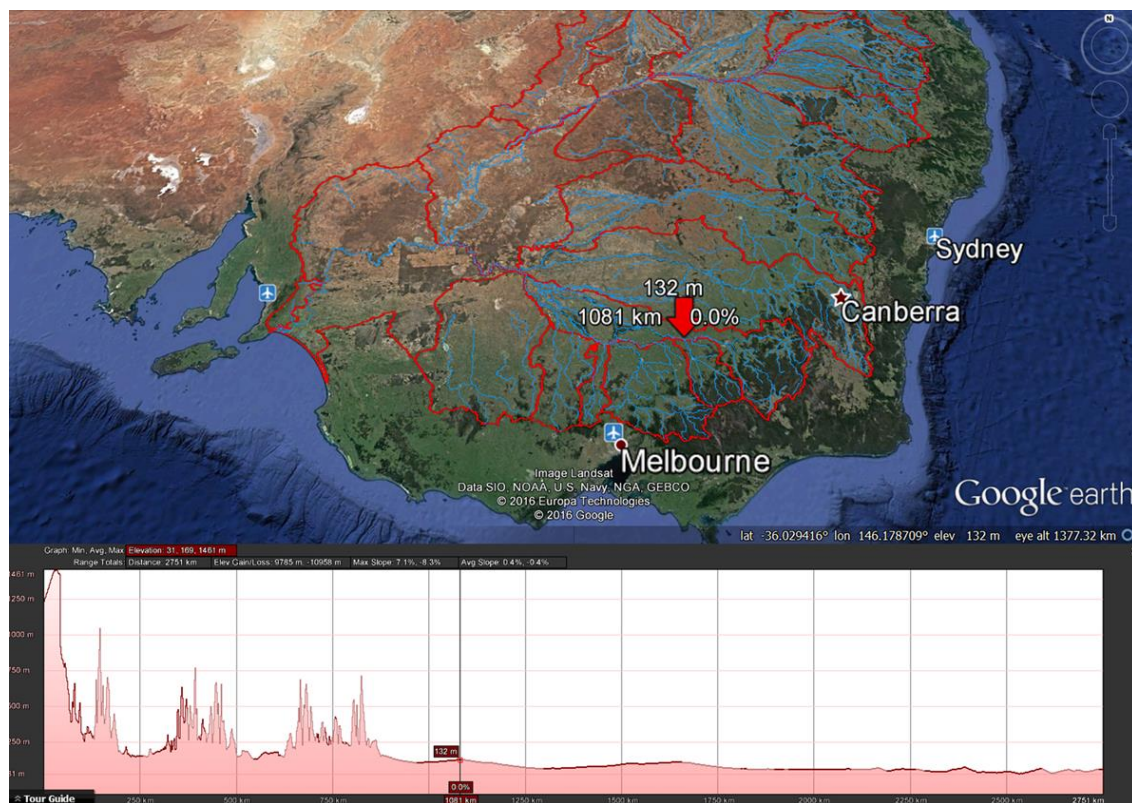 N
Sydney
132 m
Canberra
1081 km 0.0%
Melbourne
Image Landsat
Data SIO, NOAA, U.S. Navy, NGA, GEBCO
© 2016 Europa Technologies
© 2016 Google
Google earth
lat -36.029416° lon 146.178709° elev 132 m eye alt 1377.32 km
Graph: Min, Avg, Max Elevation: 31, 169, 1461 m
Range Totals: Distance: 2751 km Elev Gain/Loss: 9785 m, -10958 m Max Slope: 7.1%, -8.3% Avg Slope: 0.4%, -0.4%
1461 m
1250 m
1000 m
750 m
500 m
250 m
132 m
31 m
0.0%
Tour Guide
250 km 500 km 750 km 1081 km 1250 km 1500 km 1750 km 2000 km 2250 km 2500 km 2751 km